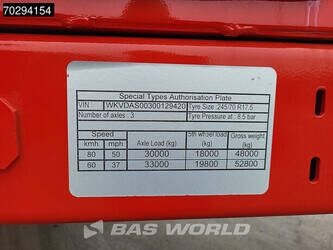 70294154
Special Types Authorisation Plate
VIN : WKVDAS00300129420 Tyre Size :245/70 R17.5
Number of axles : 3 Tyre Pressure at : 8.5 bar
Speed Axle Load (kg) 5th wheel load (kg) Gross weight (kg)
kmh mph
80 50 30000 18000 48000
60 37 33000 19800 52800
BAS WORLD